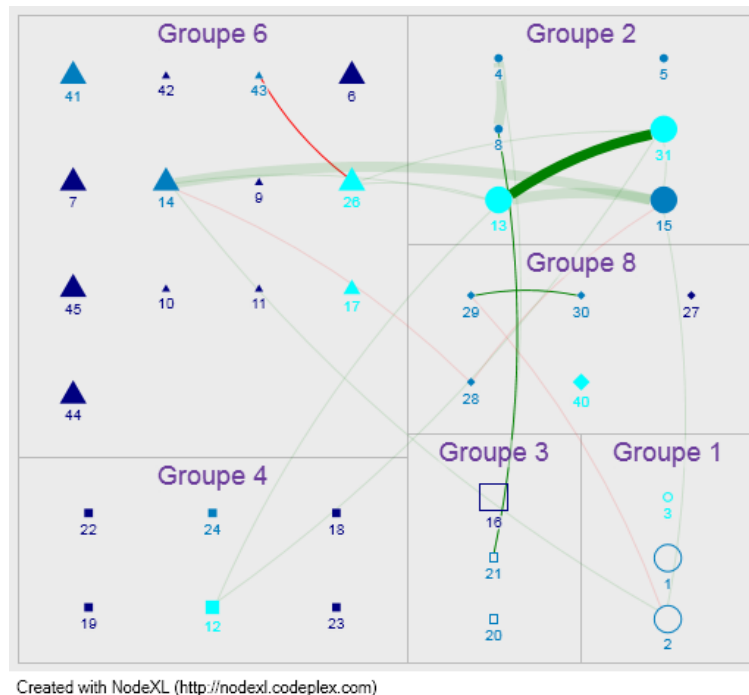 Groupe 6
41 42 43 6
7 14 9 26
45 10 11 17
44
Groupe 2
4 5
8 31
13 15
Groupe 8
29 30 27
28 40
Groupe 4
22 24 18
19 12 23
Groupe 3
16
21
20
Groupe 1
3
1
2
Created with NodeXL (http://nodexl.codeplex.com)